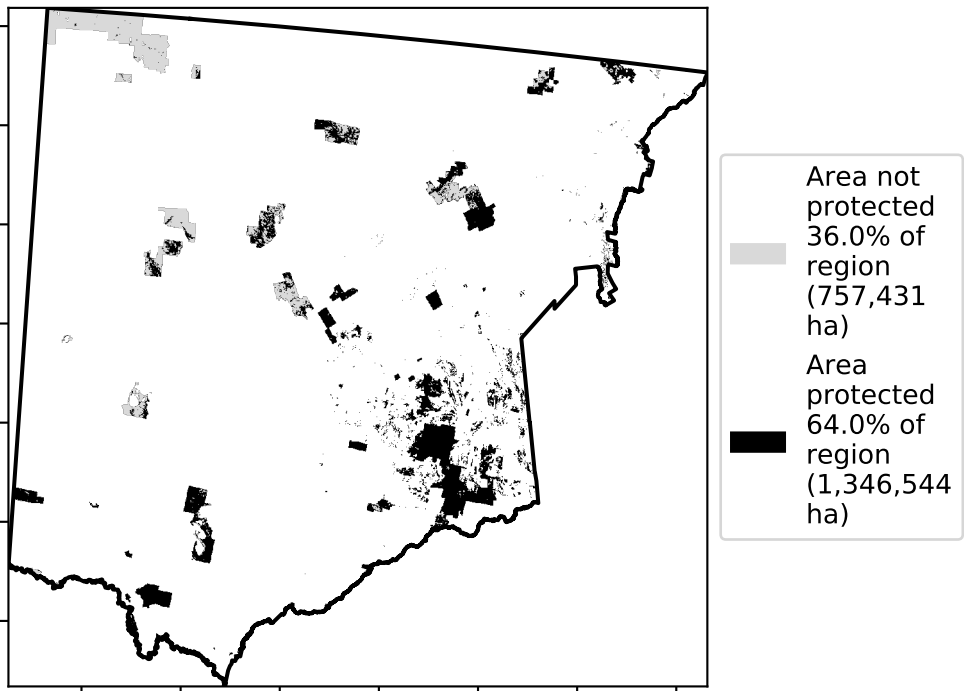 Area not
protected
36.0% of
region
(757,431
ha)
Area
protected
64.0% of
region
(1,346,544
ha)